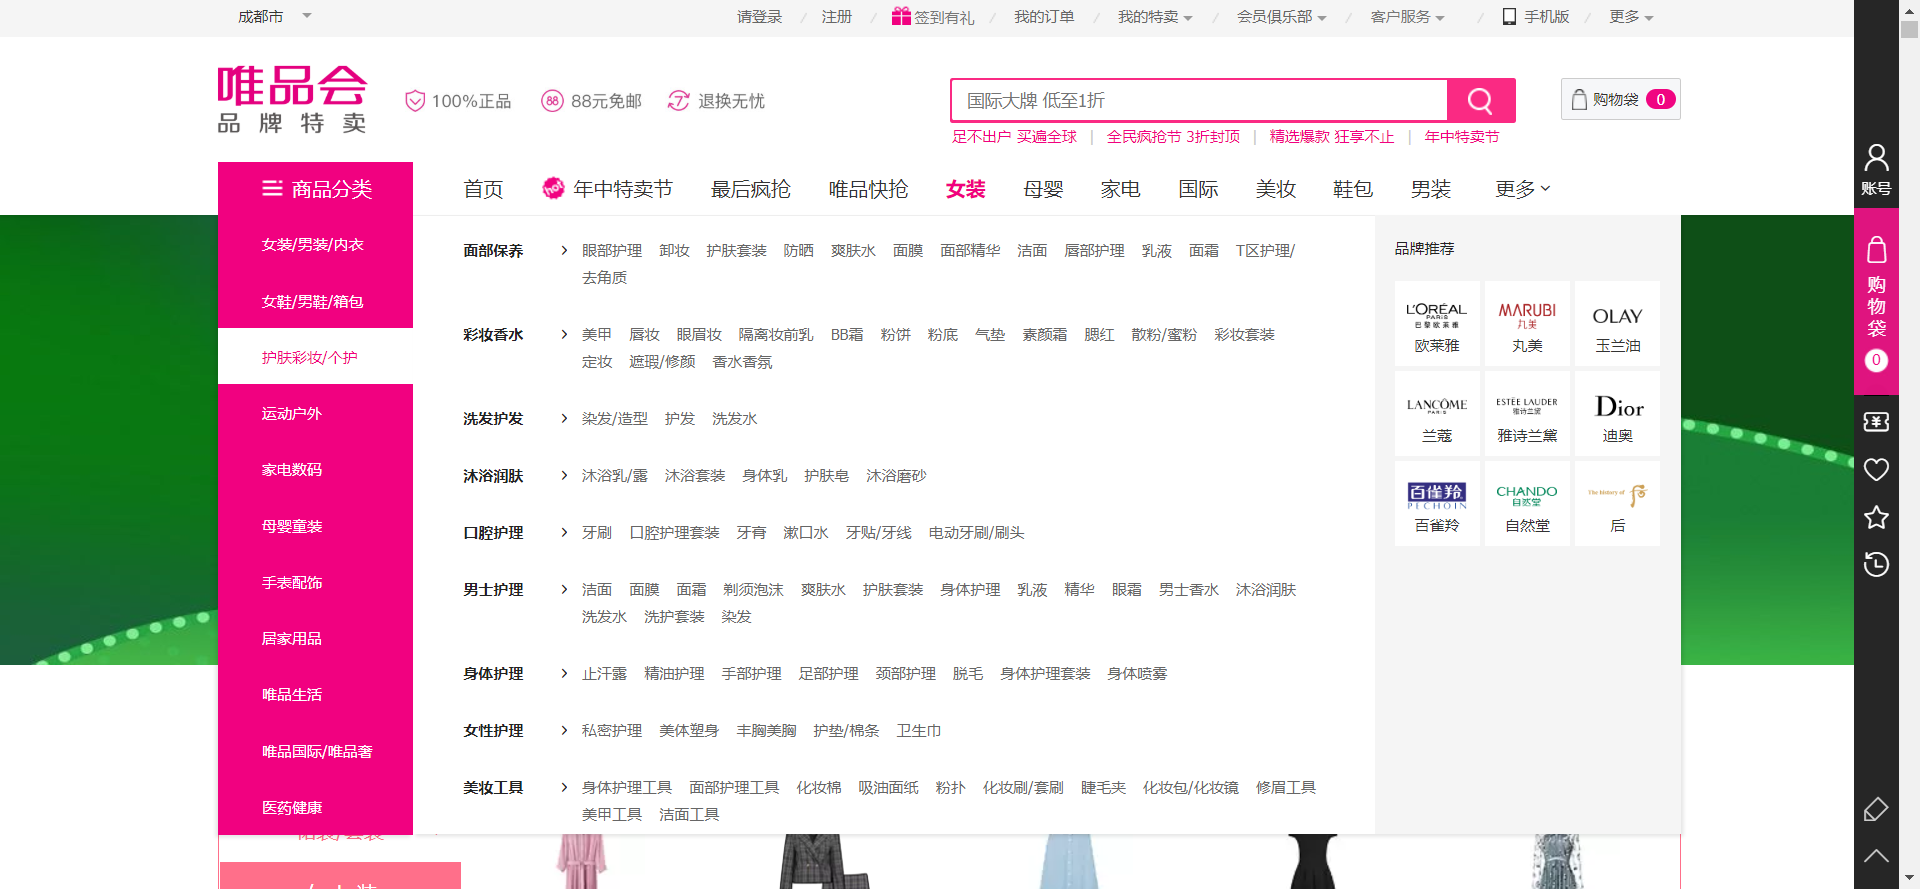 成都市
请登录 / 注册 / 签到有礼 / 我的订单 / 我的特卖 / 会员俱乐部 / 客户服务 / 手机版 / 更多
唯品会
品牌特卖
100%正品
88元免邮
退换无忧
国际大牌 低至1折
购物袋 0
足不出户 买遍全球 | 全民疯抢节 3折封顶 | 精选爆款 狂享不止 | 年中特卖节
商品分类
首页 hot 年中特卖节 最后疯抢 唯品快抢 女装 母婴 家电 国际 美妆 鞋包 男装 更多
女装/男装/内衣
女鞋/男鞋/箱包
护肤彩妆/个护
运动户外
家电数码
母婴童装
手表配饰
居家用品
唯品生活
唯品国际/唯品奢
医药健康
面部保养 > 眼部护理 卸妆 护肤套装 防晒 爽肤水 面膜 面部精华 洁面 唇部护理 乳液 面霜 T区护理/
去角质
彩妆香水 > 美甲 唇妆 眼眉妆 隔离妆前乳 BB霜 粉饼 粉底 气垫 素颜霜 腮红 散粉/蜜粉 彩妆套装
定妆 遮瑕/修颜 香水香氛
洗发护发 > 染发/造型 护发 洗发水
沐浴润肤 > 沐浴乳/露 沐浴套装 身体乳 护肤皂 沐浴磨砂
口腔护理 > 牙刷 口腔护理套装 牙膏 漱口水 牙贴/牙线 电动牙刷/刷头
男士护理 > 洁面 面膜 面霜 剃须泡沫 爽肤水 护肤套装 身体护理 乳液 精华 眼霜 男士香水 沐浴润肤
洗发水 洗护套装 染发
身体护理 > 止汗露 精油护理 手部护理 足部护理 颈部护理 脱毛 身体护理套装 身体喷雾
女性护理 > 私密护理 美体塑身 丰胸美胸 护垫/棉条 卫生巾
美妆工具 > 身体护理工具 面部护理工具 化妆棉 吸油面纸 粉扑 化妆刷/套刷 睫毛夹 化妆包/化妆镜 修眉工具
美甲工具 洁面工具
品牌推荐
L'ORÉAL MARUBI OLAY
PARIS 丸美
巴黎欧莱雅
欧莱雅 丸美 玉兰油
LANCÔME ESTĒE LAUDER Dior
PARIS 雅诗兰黛
兰蔻 雅诗兰黛 迪奥
百雀羚 CHANDO The history of 后
PECHOIN 自然堂
百雀羚 自然堂 后
账号
购物袋
0